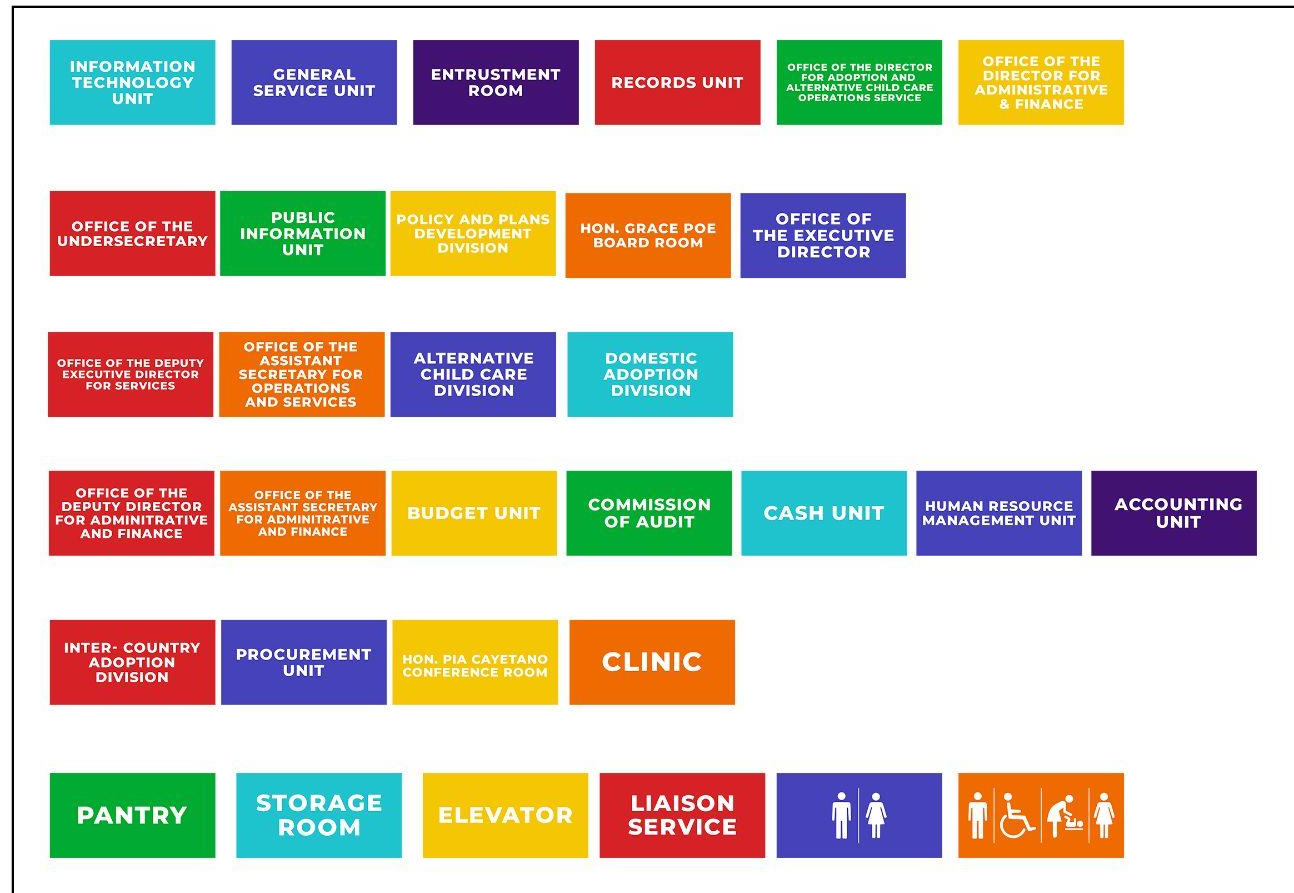 INFORMATION
TECHNOLOGY
UNIT
GENERAL
SERVICE UNIT
ENTRUSTMENT
ROOM
RECORDS UNIT
OFFICE OF THE DIRECTOR
FOR ADOPTION AND
ALTERNATIVE CHILD CARE
OPERATIONS SERVICE
OFFICE OF THE
DIRECTOR FOR
ADMINISTRATIVE
& FINANCE
OFFICE OF THE
UNDERSECRETARY
PUBLIC
INFORMATION
UNIT
POLICY AND PLANS
DEVELOPMENT
DIVISION
HON. GRACE POE
BOARD ROOM
OFFICE OF
THE EXECUTIVE
DIRECTOR
OFFICE OF THE DEPUTY
EXECUTIVE DIRECTOR
FOR SERVICES
OFFICE OF THE
ASSISTANT
SECRETARY FOR
OPERATIONS
AND SERVICES
ALTERNATIVE
CHILD CARE
DIVISION
DOMESTIC
ADOPTION
DIVISION
OFFICE OF THE
DEPUTY DIRECTOR
FOR ADMINITRATIVE
AND FINANCE
OFFICE OF THE
ASSISTANT SECRETARY
FOR ADMINITRATIVE
AND FINANCE
BUDGET UNIT
COMMISSION
OF AUDIT
CASH UNIT
HUMAN RESOURCE
MANAGEMENT UNIT
ACCOUNTING
UNIT
INTER- COUNTRY
ADOPTION
DIVISION
PROCUREMENT
UNIT
HON. PIA CAYETANO
CONFERENCE ROOM
CLINIC
PANTRY
STORAGE
ROOM
ELEVATOR
LIAISON
SERVICE